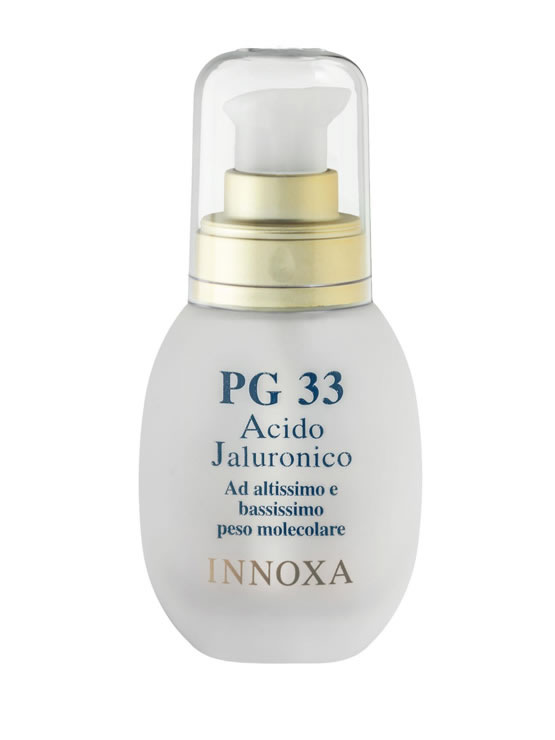 PG 33
Acido
Jaluronico
Ad altissimo e
bassissimo
peso molecolare
INNOXA